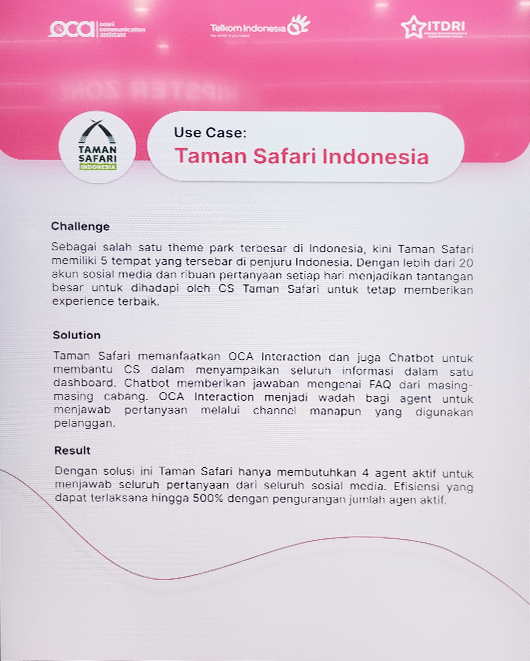 oca omni communication assistant
Telkom Indonesia
the world in your hand
ITDRI
HIPSTER ZONE
TAMAN
SAFARI
INDONESIA
Use Case:
Taman Safari Indonesia
Challenge
Sebagai salah satu theme park terbesar di Indonesia, kini Taman Safari
memiliki 5 tempat yang tersebar di penjuru Indonesia. Dengan lebih dari 20
akun sosial media dan ribuan pertanyaan setiap hari menjadikan tantangan
besar untuk dihadapi oleh CS Taman Safari untuk tetap memberikan
experience terbaik.
Solution
Taman Safari memanfaatkan OCA Interaction dan juga Chatbot untuk
membantu CS dalam menyampaikan seluruh informasi dalam satu
dashboard. Chatbot memberikan jawaban mengenai FAQ dari masing-
masing cabang. OCA Interaction menjadi wadah bagi agent untuk
menjawab pertanyaan melalui channel manapun yang digunakan
pelanggan.
Result
Dengan solusi ini Taman Safari hanya membutuhkan 4 agent aktif untuk
menjawab seluruh pertanyaan dari seluruh sosial media. Efisiensi yang
dapat terlaksana hingga 500% dengan pengurangan jumlah agen aktif.